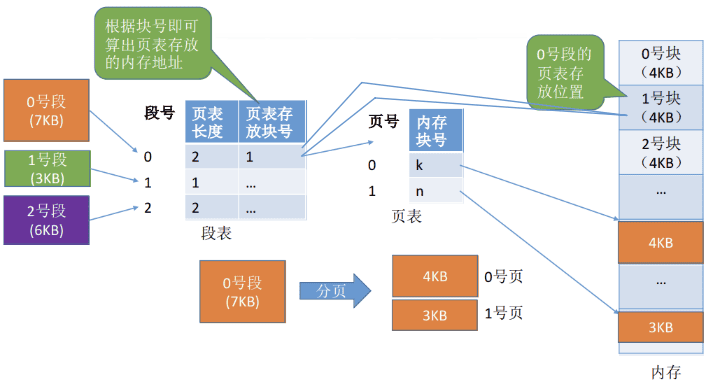 根据块号即可
算出页表存放
的内存地址
0号段的
页表存
放位置
0号段
(7KB)
1号段
(3KB)
2号段
(6KB)
段号
页表
长度
页表存
放块号
0
2
1
1
1
...
2
2
...
段表
页号
内存
块号
0
k
1
n
页表
0号块
（4KB）
1号块
(4KB)
2号块
(4KB)
...
4KB
...
3KB
内存
0号段
(7KB)
分页
4KB
0号页
3KB
1号页